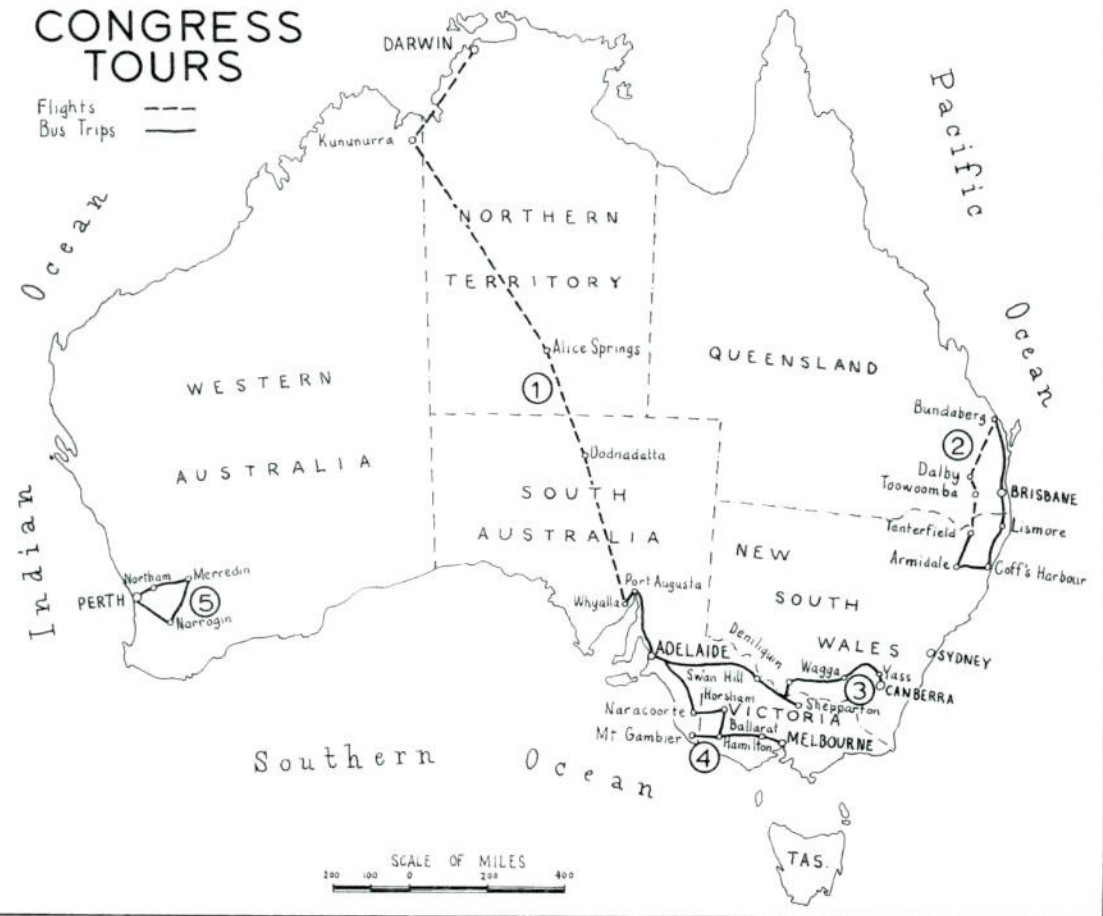 CONGRESS
TOURS
Flights
Bus Trips
DARWIN
Kununurra
Pacific
Ocean
Indian
Ocean
NORTHERN
TERRITORY
Alice Springs
1
WESTERN
AUSTRALIA
QUEENSLAND
Bundaberg
2
Dalby
Toowoomba
BRISBANE
Tenterfield
Lismore
Armidale
Coff's Harbour
Oodnadatta
SOUTH
AUSTRALIA
NEW
SOUTH
WALES
Northam
Merredin
PERTH
5
Narrogin
Port Augusta
Whyalla
ADELAIDE
Deniliquin
Swan Hill
Wagga
Yass
SYDNEY
3
CANBERRA
Horsham
Naracoorte
VICTORIA
Shepparton
Mt Gambier
Ballarat
Hamilton
MELBOURNE
4
Southern
Ocean
TAS.
SCALE OF MILES
200 100 0 200 400